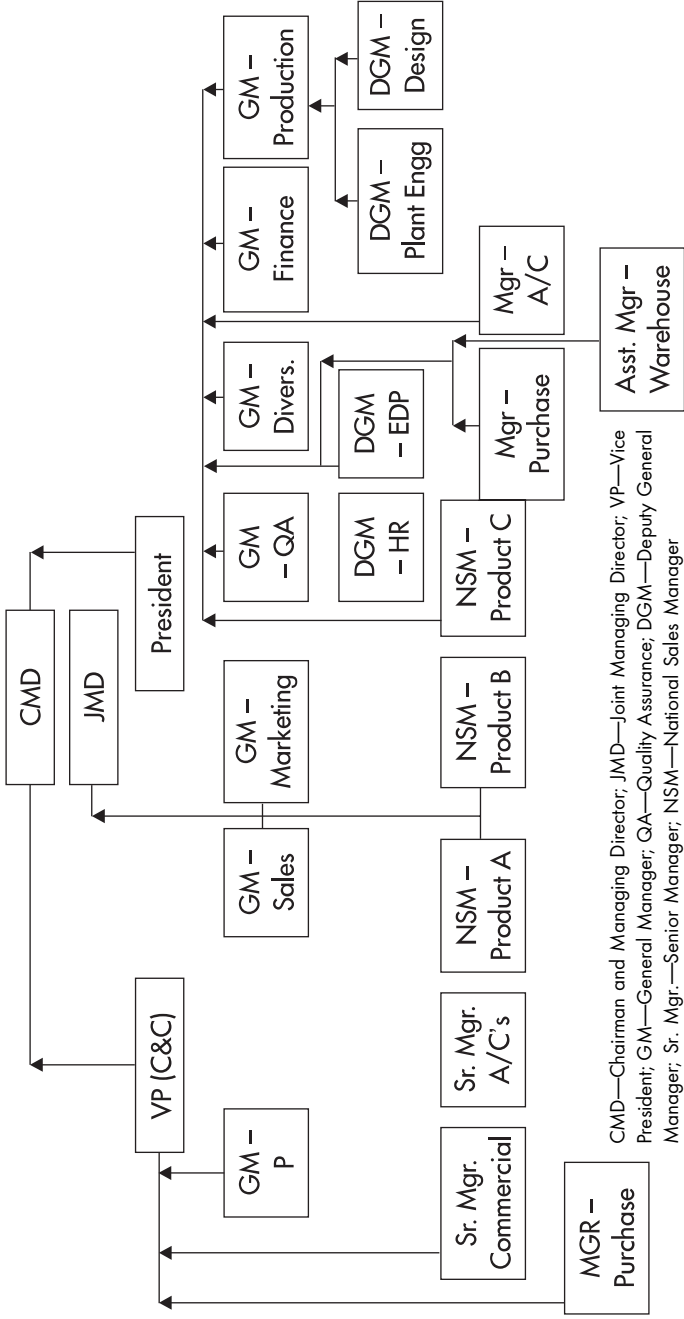 CMD
JMD
VP (C&C)
President
GM –
P
GM –
Sales
GM –
Marketing
GM
– QA
GM –
Divers.
GM –
Finance
GM –
Production
DGM
– HR
DGM
– EDP
DGM –
Plant Engg
DGM –
Design
Sr. Mgr.
Commercial
Sr. Mgr.
A/C's
NSM –
Product A
NSM –
Product B
NSM –
Product C
Mgr –
Purchase
Mgr –
A/C
MGR –
Purchase
Asst. Mgr –
Warehouse
CMD—Chairman and Managing Director; JMD—Joint Managing Director; VP—Vice
President; GM—General Manager; QA—Quality Assurance; DGM—Deputy General
Manager; Sr. Mgr.—Senior Manager; NSM—National Sales Manager